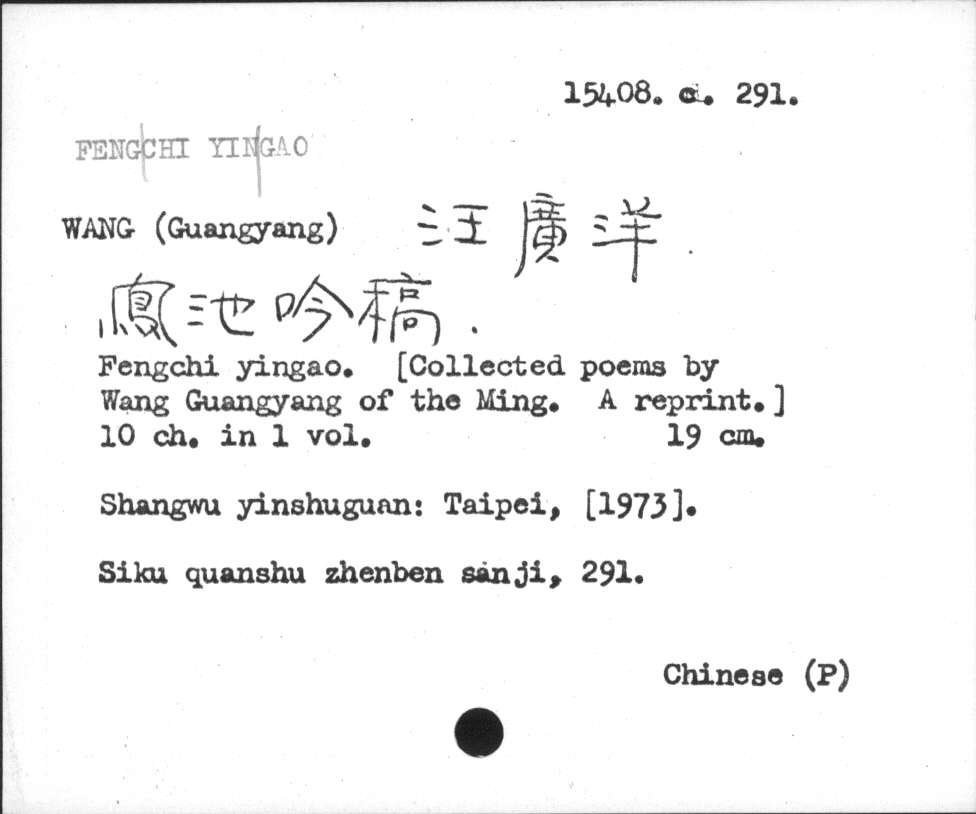 15408. a. 291.
FENGCHI YINGAO
WANG (Guangyang) 汪廣洋.
鳳池吟稿.
Fengchi yingao. [Collected poems by
Wang Guangyang of the Ming. A reprint.]
10 ch. in 1 vol. 19 cm.
Shangwu yinshuguan: Taipei, [1973].
Siku quanshu zhenben sanji, 291.
Chinese (P)